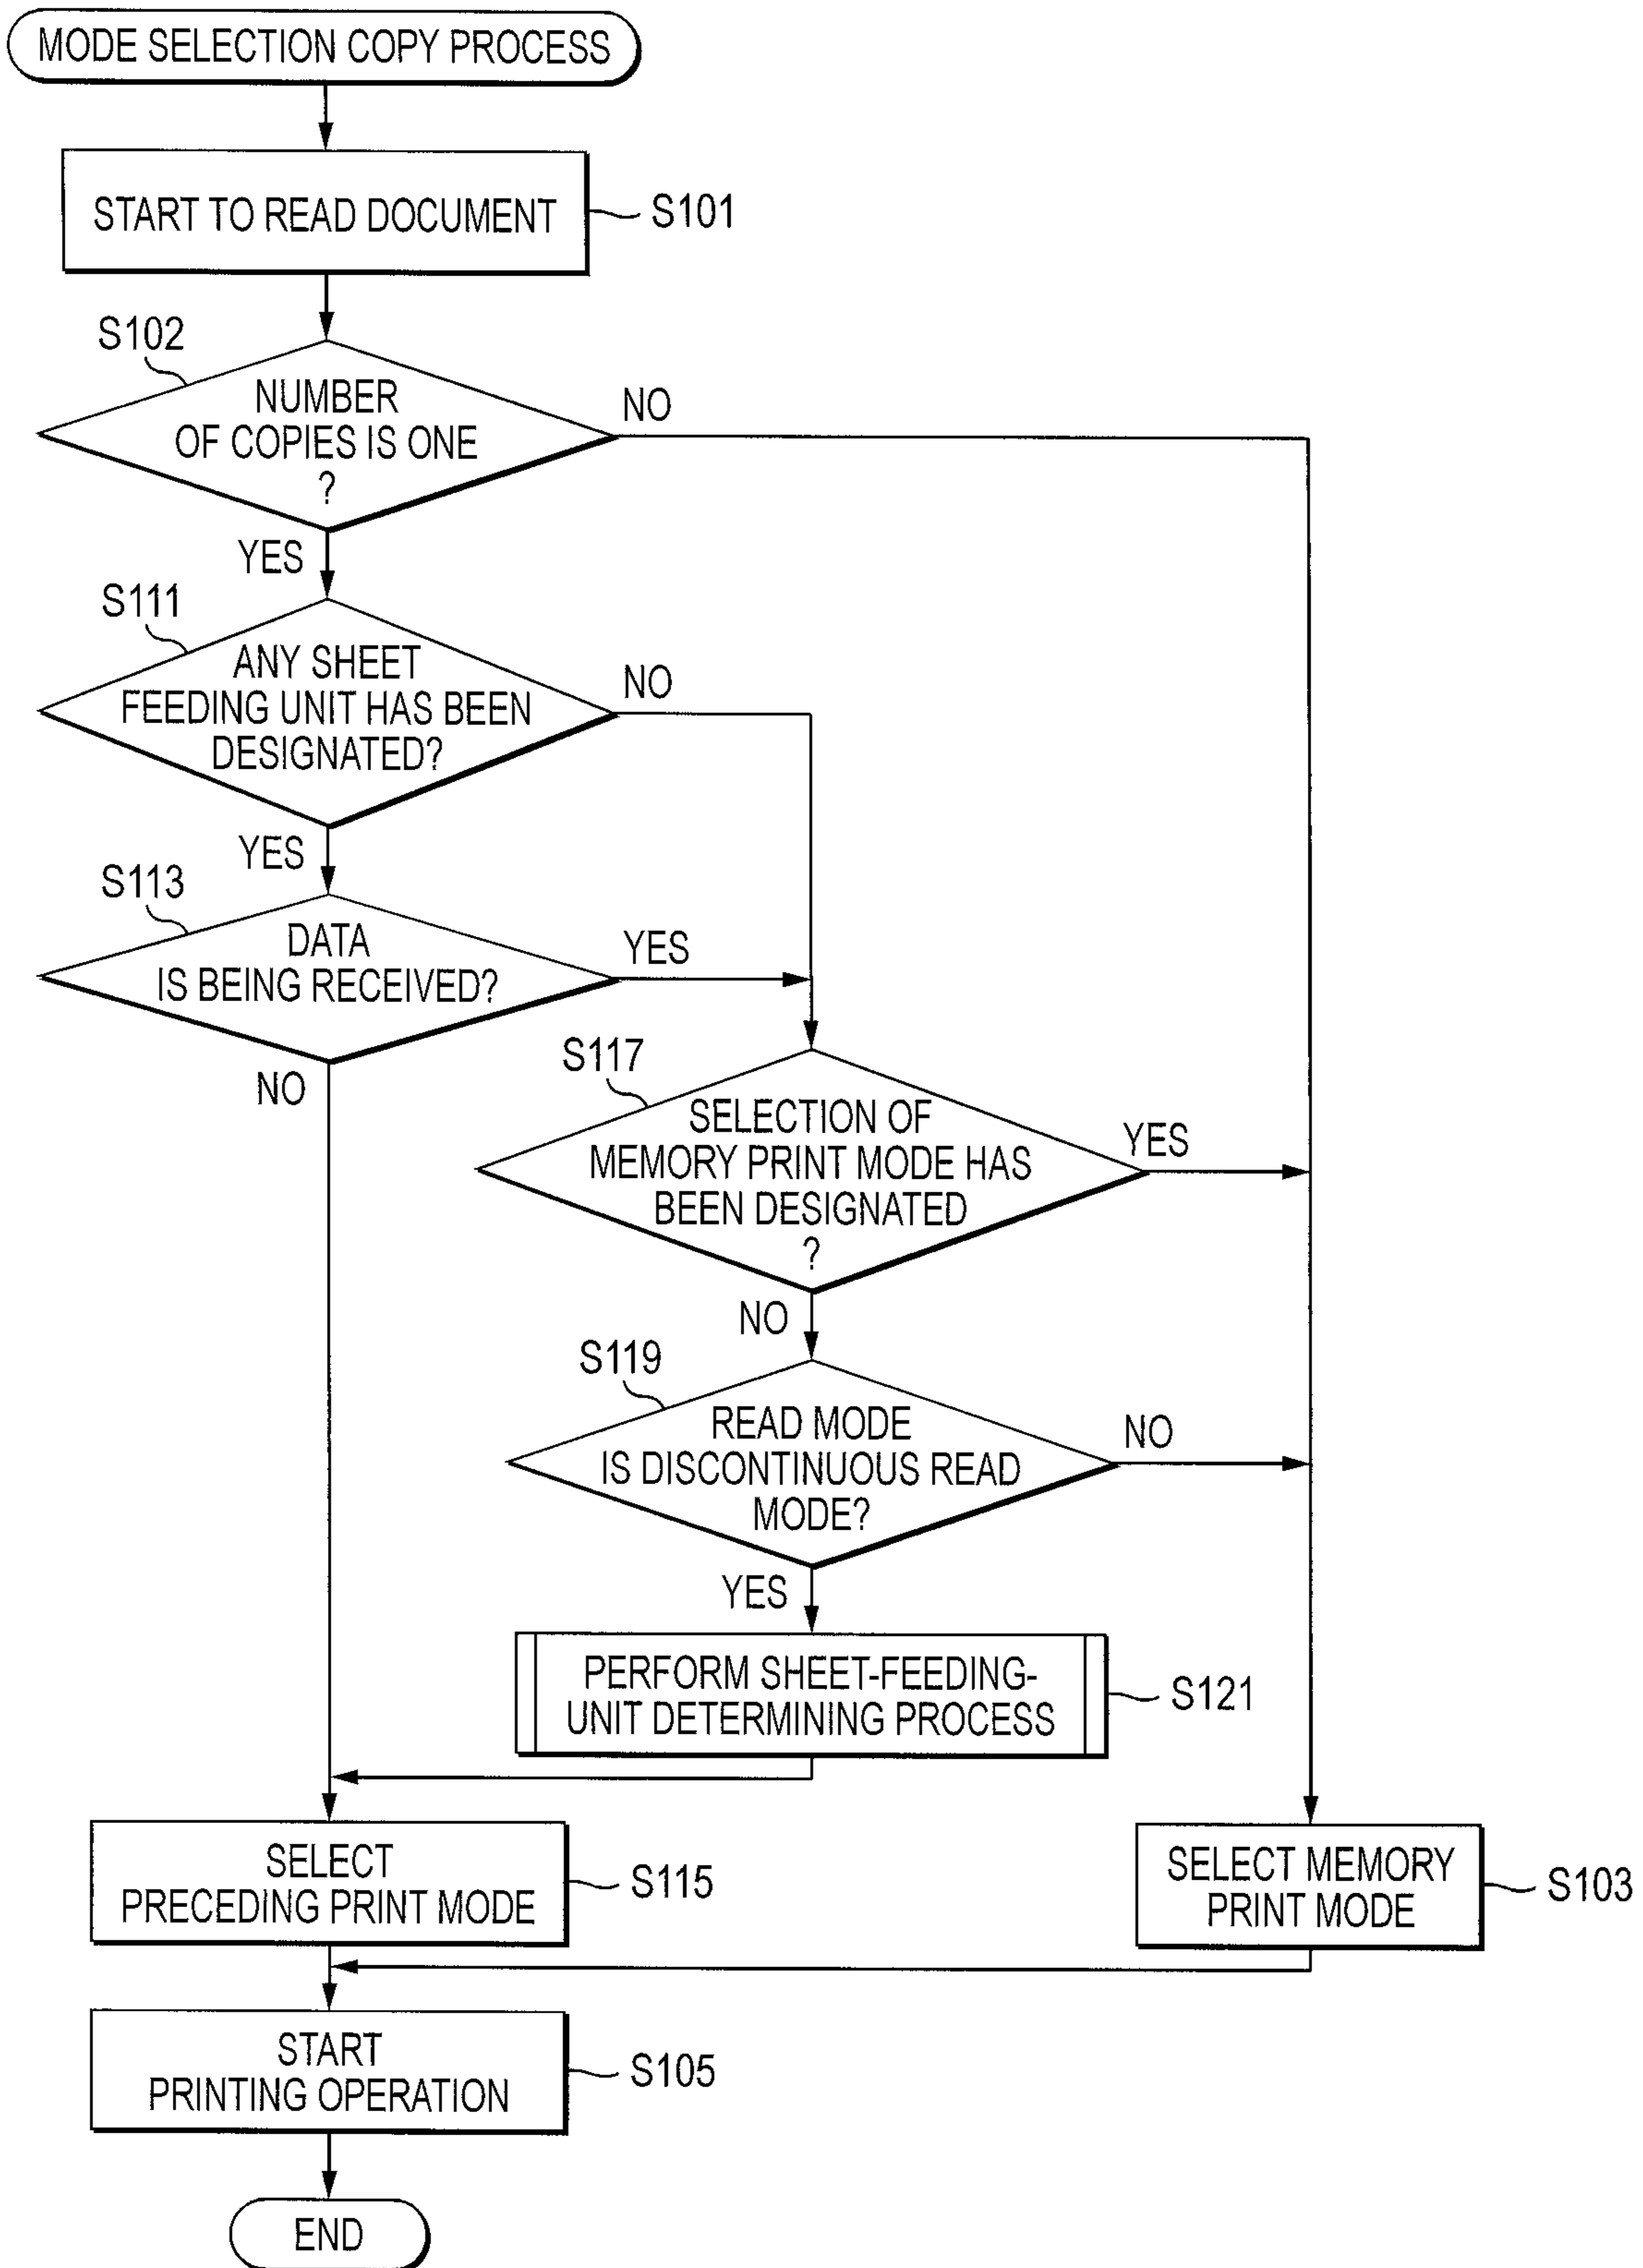 MODE SELECTION COPY PROCESS
START TO READ DOCUMENT
S101
S102
NUMBER
OF COPIES IS ONE
?
NO
YES
S111
ANY SHEET
FEEDING UNIT HAS BEEN
DESIGNATED?
NO
YES
S113
DATA
IS BEING RECEIVED?
YES
NO
S117
SELECTION OF
MEMORY PRINT MODE HAS
BEEN DESIGNATED
?
YES
NO
S119
READ MODE
IS DISCONTINUOUS READ
MODE?
NO
YES
PERFORM SHEET-FEEDING-
UNIT DETERMINING PROCESS
S121
SELECT
PRECEDING PRINT MODE
S115
SELECT MEMORY
PRINT MODE
S103
START
PRINTING OPERATION
S105
END